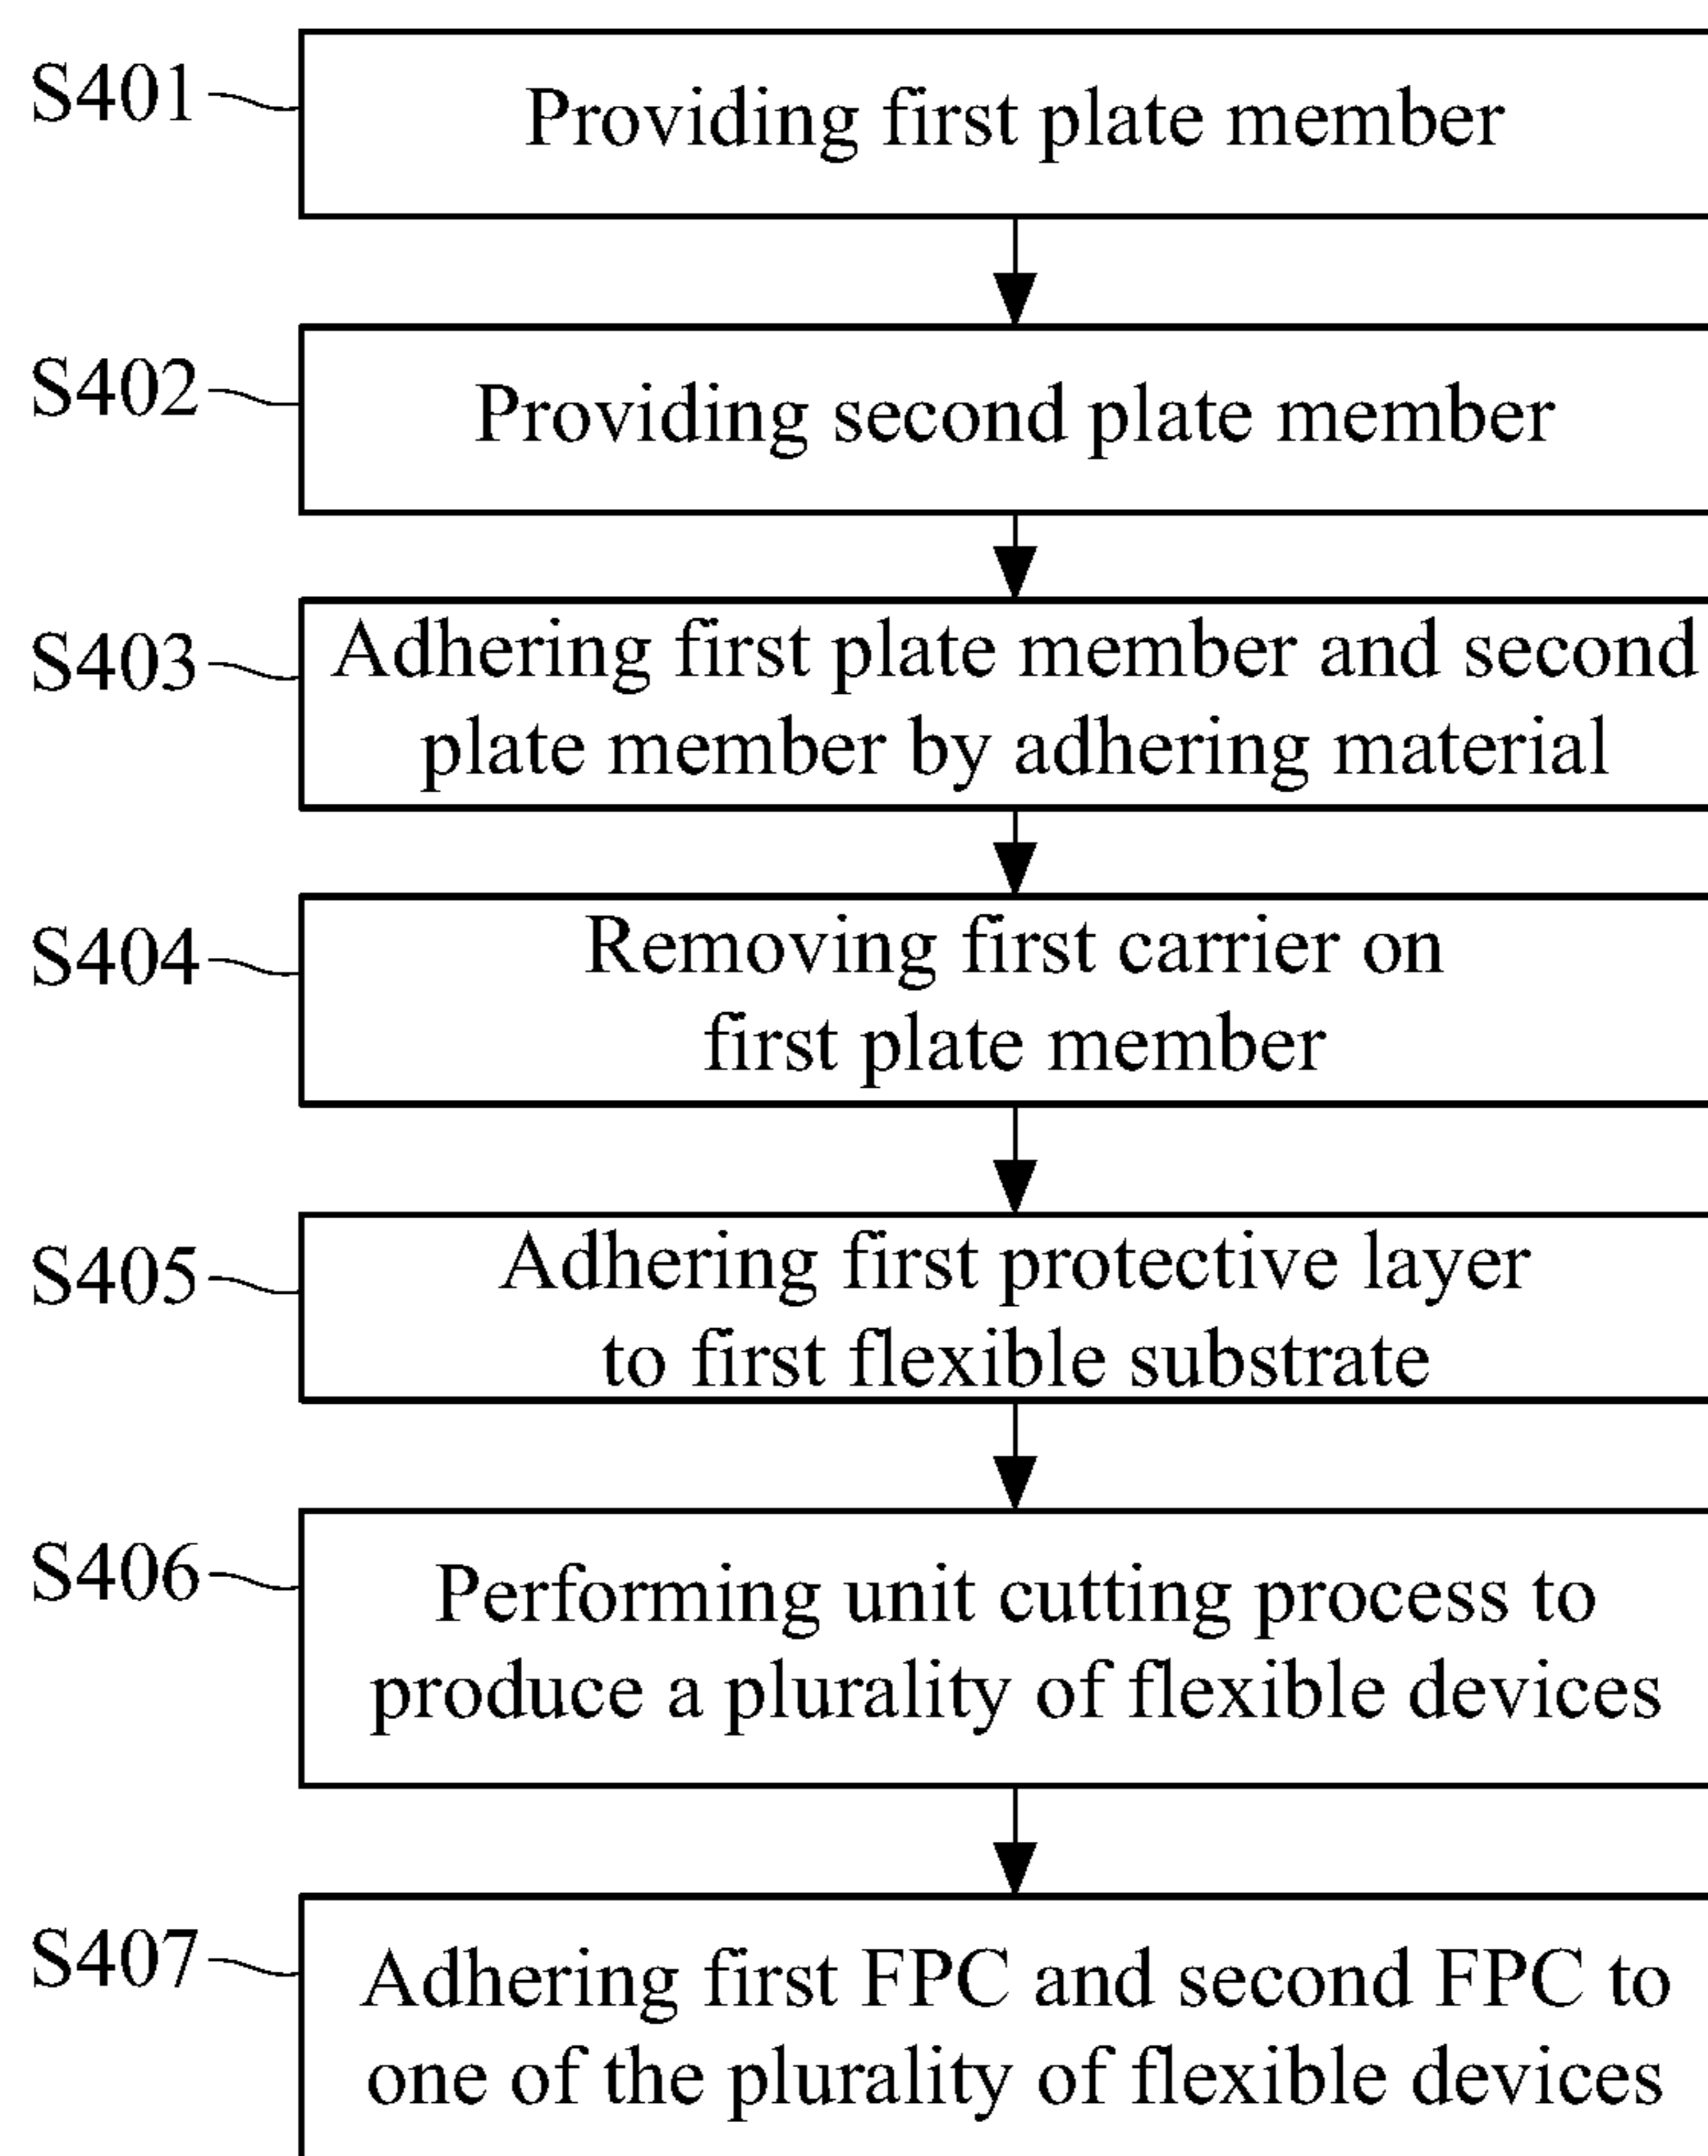 S401
Providing first plate member
S402
Providing second plate member
S403
Adhering first plate member and second
plate member by adhering material
S404
Removing first carrier on
first plate member
S405
Adhering first protective layer
to first flexible substrate
S406
Performing unit cutting process to
produce a plurality of flexible devices
S407
Adhering first FPC and second FPC to
one of the plurality of flexible devices